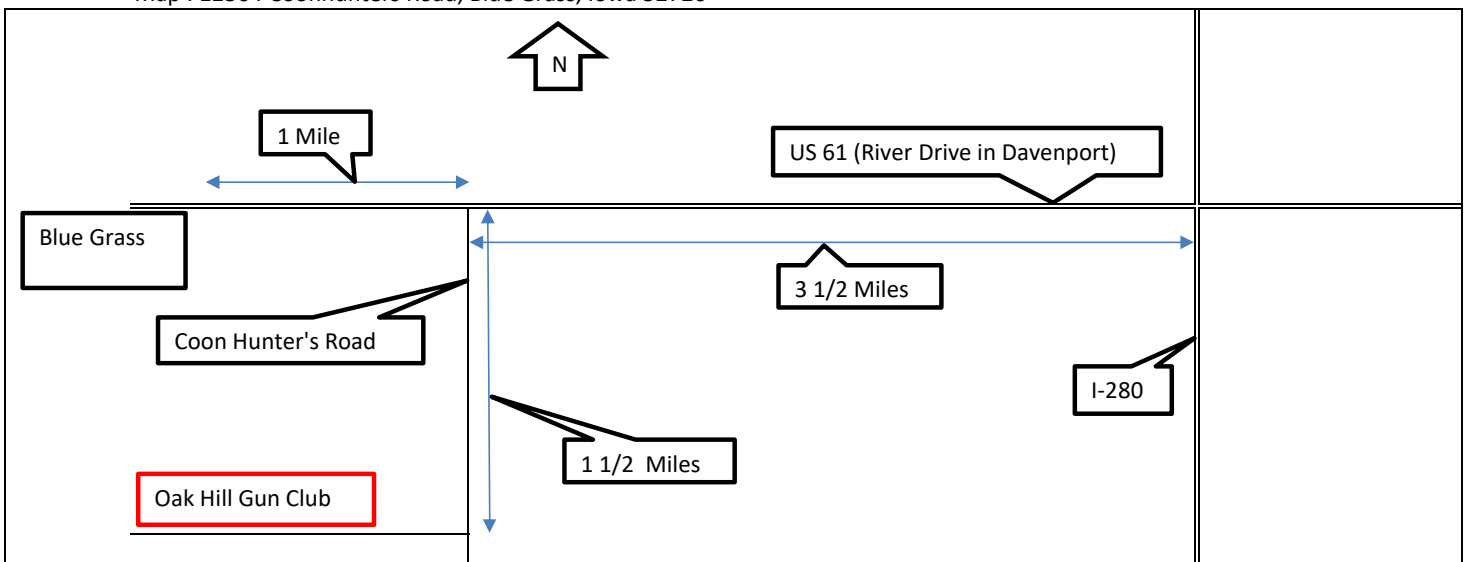 N
1 Mile
US 61 (River Drive in Davenport)
Blue Grass
3 1/2 Miles
Coon Hunter's Road
I-280
1 1/2 Miles
Oak Hill Gun Club